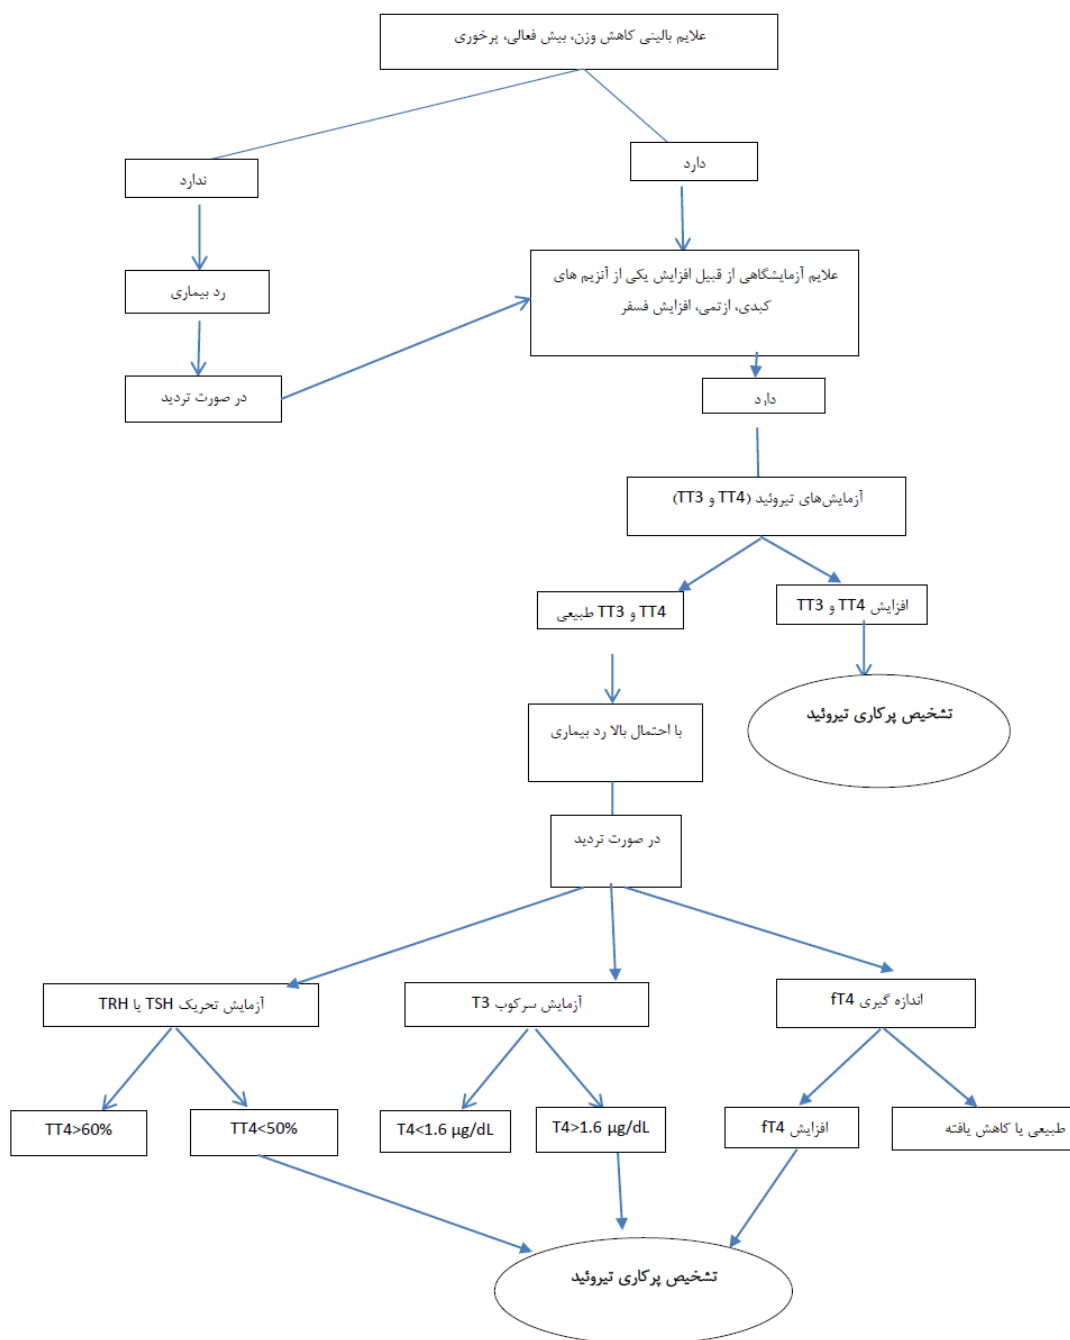 علایم بالینی کاهش وزن، بیش فعالی، پرخوری
دارد
ندارد
علایم آزمایشگاهی از قبیل افزایش یکی از آنزیم های
کبدی، ازتمی، افزایش فسفر
رد بیماری
در صورت تردید
دارد
آزمایش‌های تیروئید (TT4 و TT3)
افزایش TT4 و TT3
TT4 و TT3 طبیعی
تشخیص پرکاری تیروئید
با احتمال بالا رد بیماری
در صورت تردید
اندازه گیری fT4
آزمایش سرکوب T3
آزمایش تحریک TSH یا TRH
طبیعی یا کاهش یافته
افزایش fT4
T4>1.6 µg/dL
T4<1.6 µg/dL
TT4<50%
TT4>60%
تشخیص پرکاری تیروئید